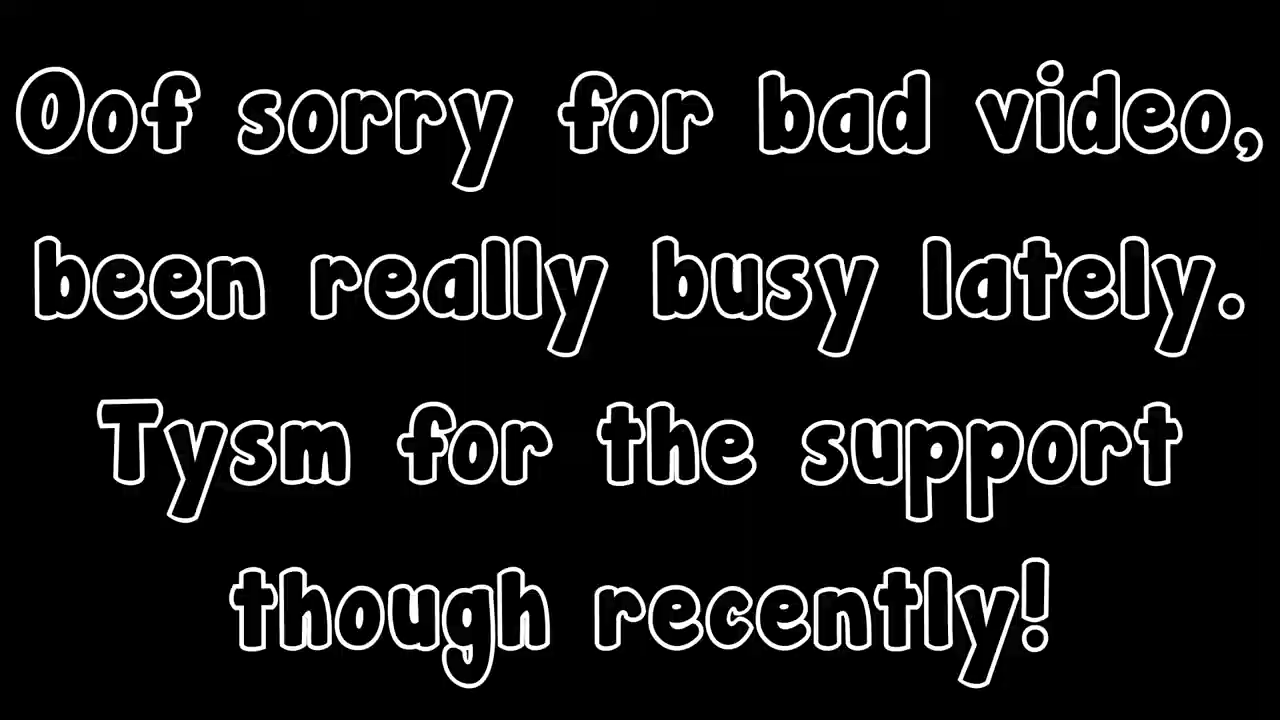 Oof sorry for bad video,
been really busy lately.
Tysm for the support
though recently!